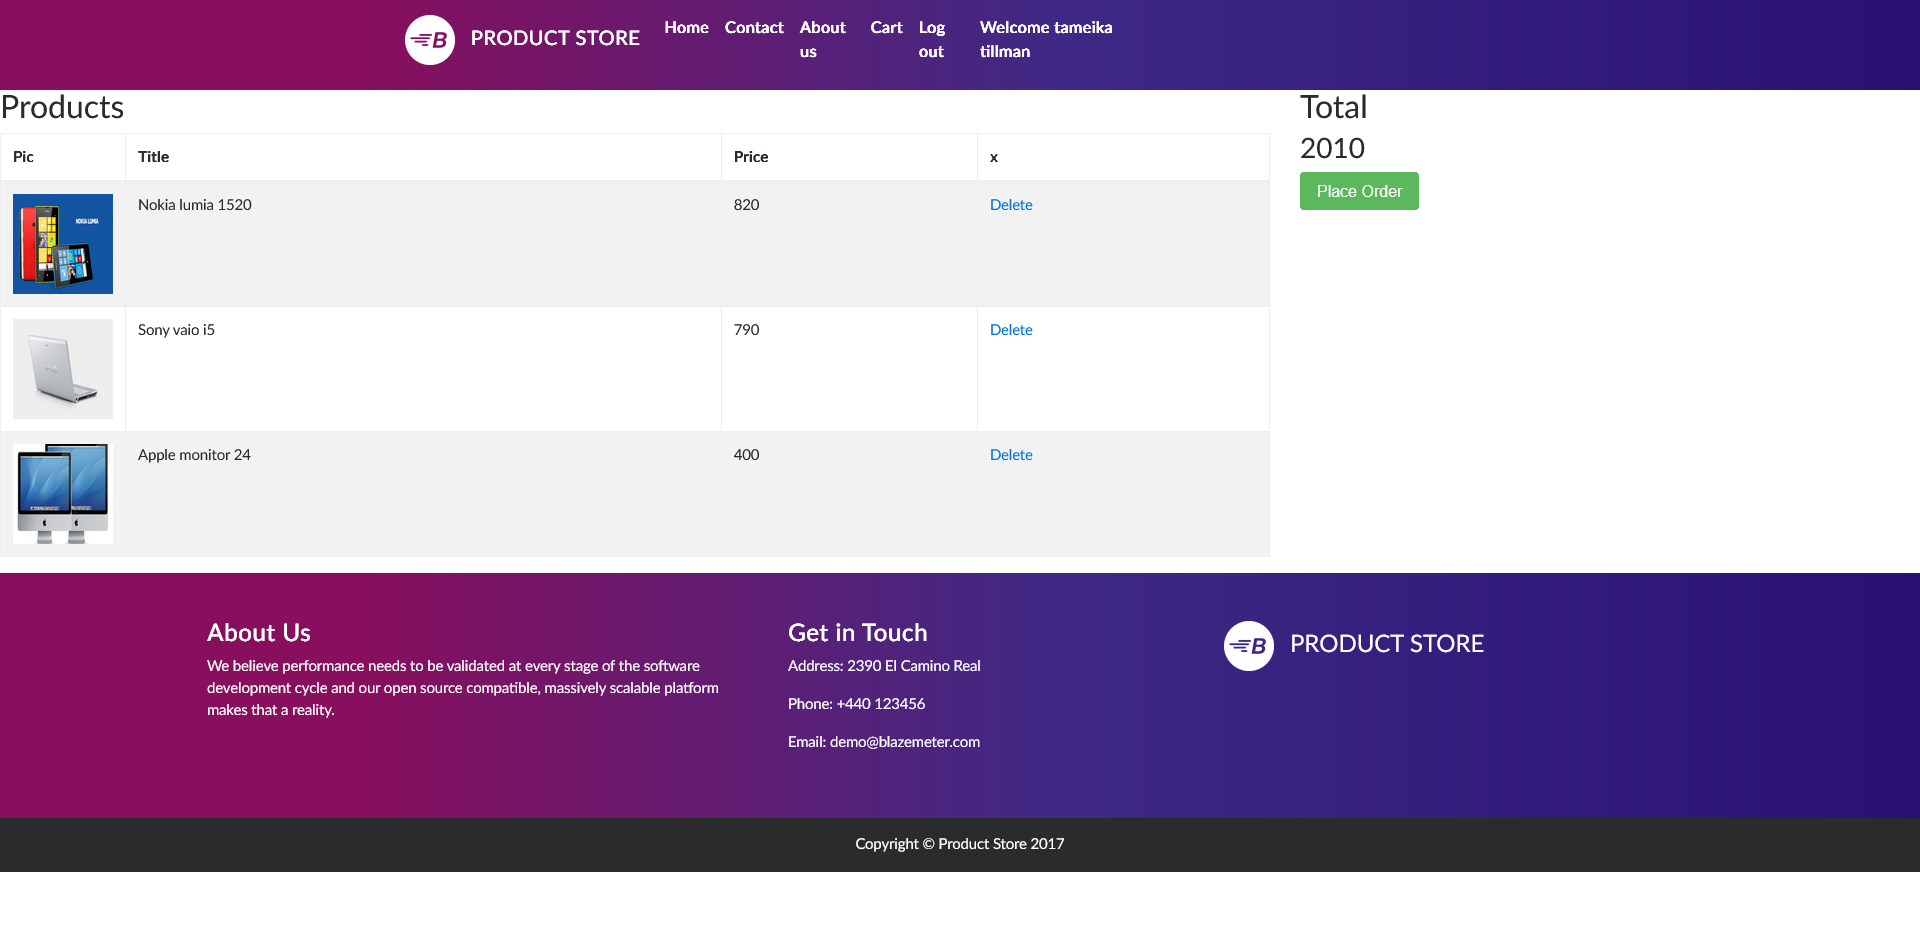 B PRODUCT STORE Home Contact About us Cart Log out Welcome tameika tillman
Products
Pic Title Price x
NOKIA LUMIA
Nokia lumia 1520 820 Delete
Sony vaio i5 790 Delete
Apple monitor 24 400 Delete
Total
2010
Place Order
About Us
We believe performance needs to be validated at every stage of the software
development cycle and our open source compatible, massively scalable platform
makes that a reality.
Get in Touch
Address: 2390 El Camino Real
Phone: +440 123456
Email: demo@blazemeter.com
B PRODUCT STORE
Copyright © Product Store 2017